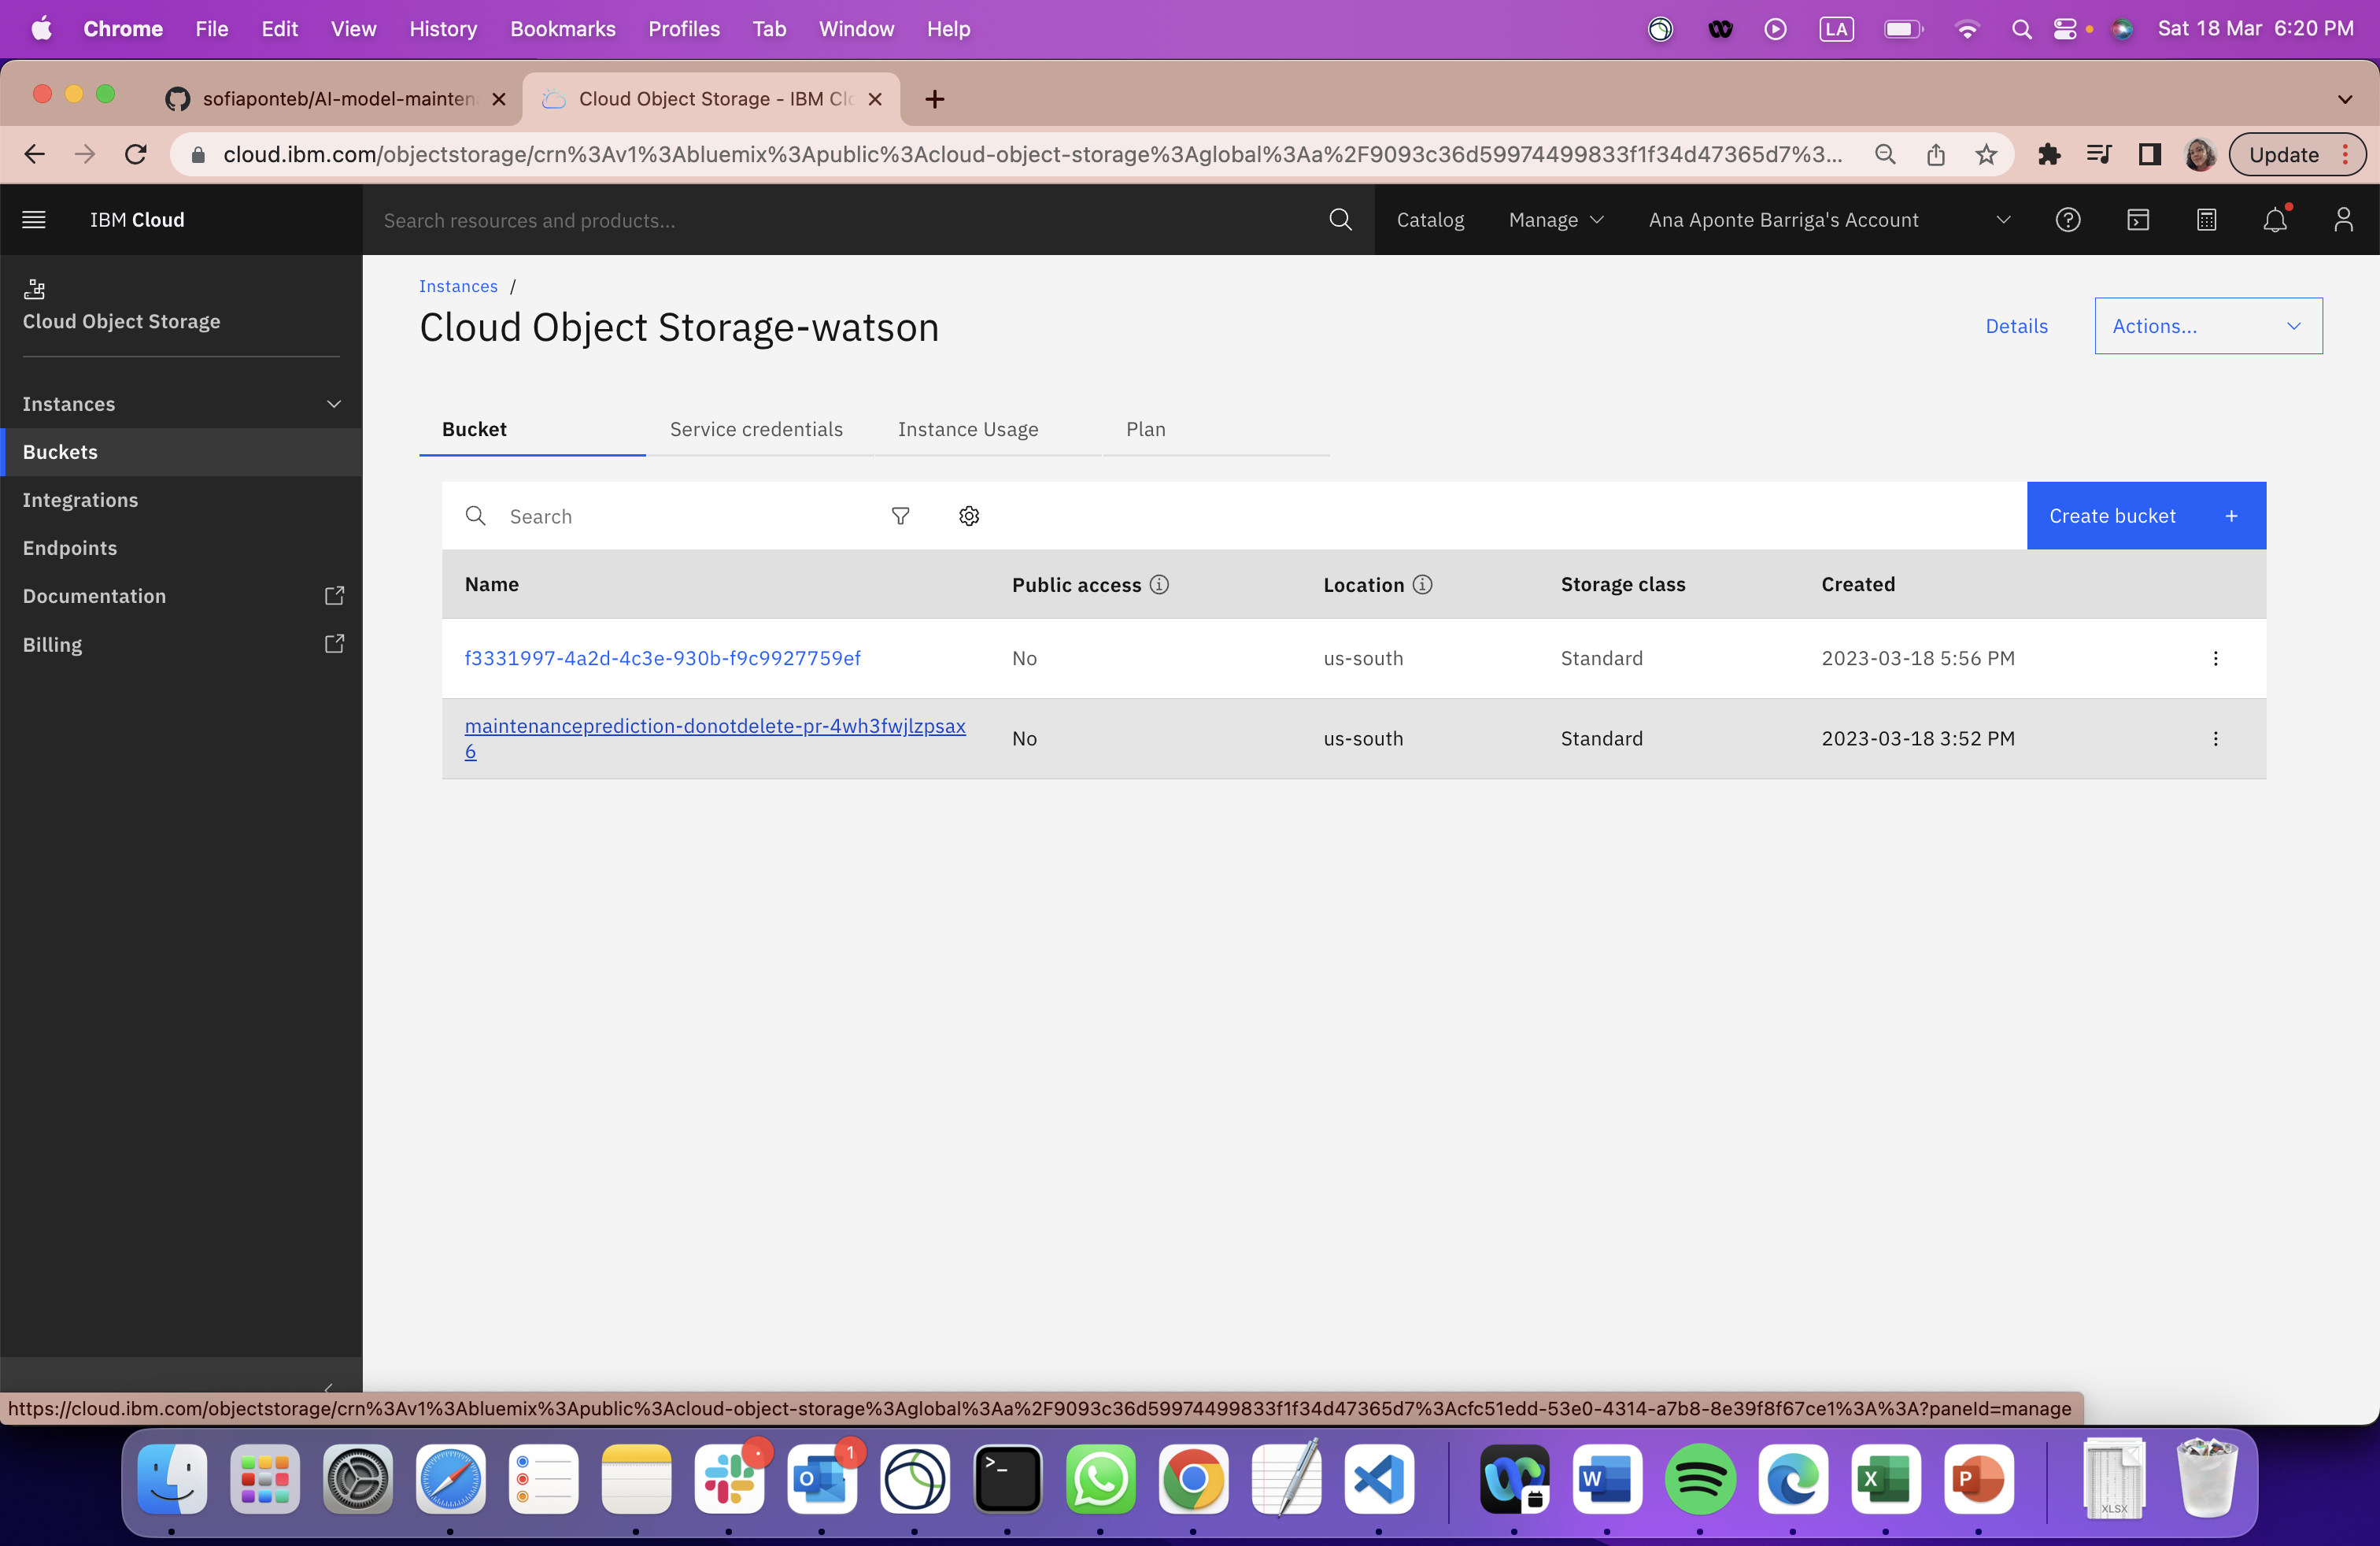 Chrome File Edit View History Bookmarks Profiles Tab Window Help LA Sat 18 Mar 6:20 PM
sofiaponteb/AI-model-mainten Cloud Object Storage - IBM Clo
cloud.ibm.com/objectstorage/crn%3Av1%3Abluemix%3Apublic%3Acloud-object-storage%3Aglobal%3Aa%2F9093c36d59974499833f1f34d47365d7%3... Update
IBM Cloud Search resources and products... Catalog Manage Ana Aponte Barriga's Account
Cloud Object Storage
Instances
Buckets
Integrations
Endpoints
Documentation
Billing
Instances /
Cloud Object Storage-watson
Details Actions...
Bucket Service credentials Instance Usage Plan
Search Create bucket +
Name Public access Location Storage class Created
f3331997-4a2d-4c3e-930b-f9c9927759ef No us-south Standard 2023-03-18 5:56 PM
maintenanceprediction-donotdelete-pr-4wh3fwjlzpsax No us-south Standard 2023-03-18 3:52 PM
6
https://cloud.ibm.com/objectstorage/crn%3Av1%3Abluemix%3Apublic%3Acloud-object-storage%3Aglobal%3Aa%2F9093c36d59974499833f1f34d47365d7%3Acfc51edd-53e0-4314-a7b8-8e39f8f67ce1%3A%3A?paneId=manage
O 1 >_ W X P XLSX